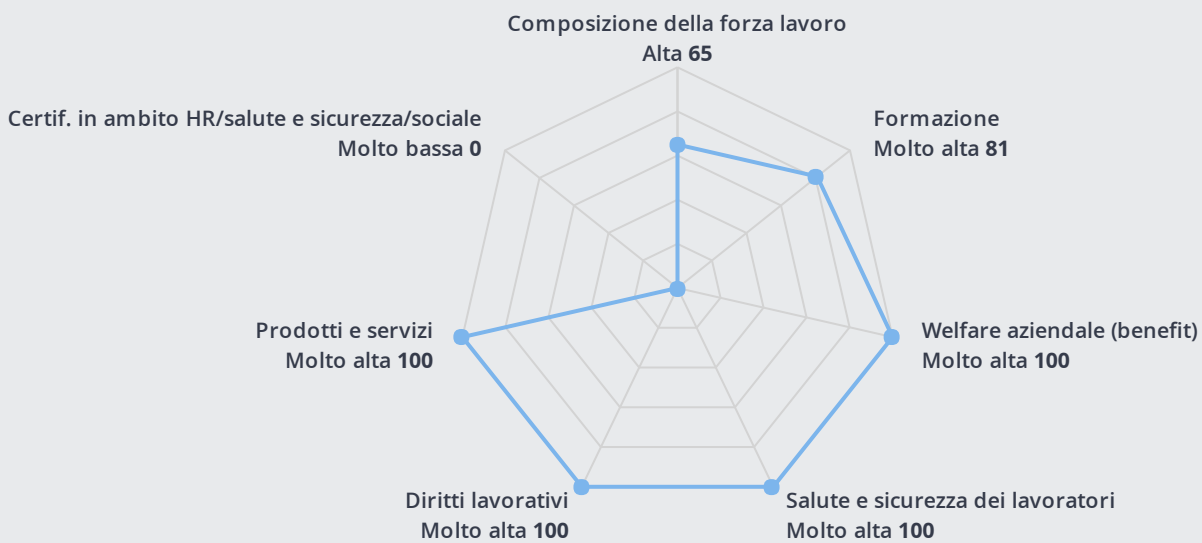 Composizione della forza lavoro
Alta 65
Certif. in ambito HR/salute e sicurezza/sociale
Molto bassa 0
Formazione
Molto alta 81
Prodotti e servizi
Molto alta 100
Welfare aziendale (benefit)
Molto alta 100
Diritti lavorativi
Molto alta 100
Salute e sicurezza dei lavoratori
Molto alta 100